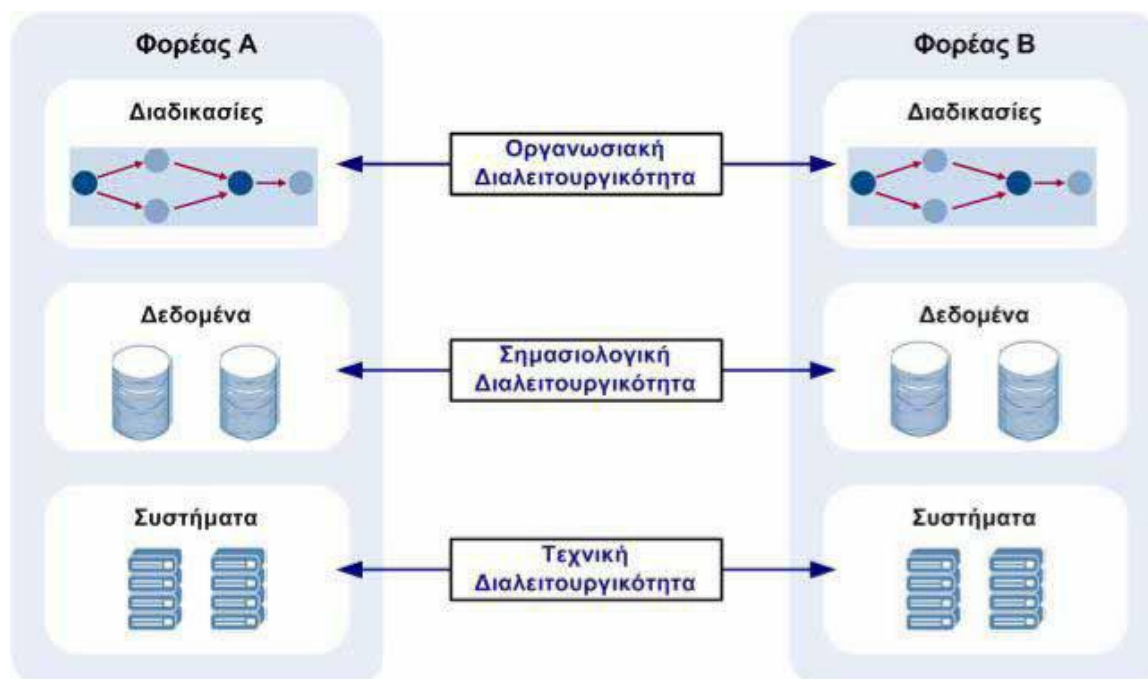 Φορέας Α
Φορέας Β
Διαδικασίες
Οργανωσιακή
Διαλειτουργικότητα
Διαδικασίες
Δεδομένα
Σημασιολογική
Διαλειτουργικότητα
Δεδομένα
Συστήματα
Τεχνική
Διαλειτουργικότητα
Συστήματα